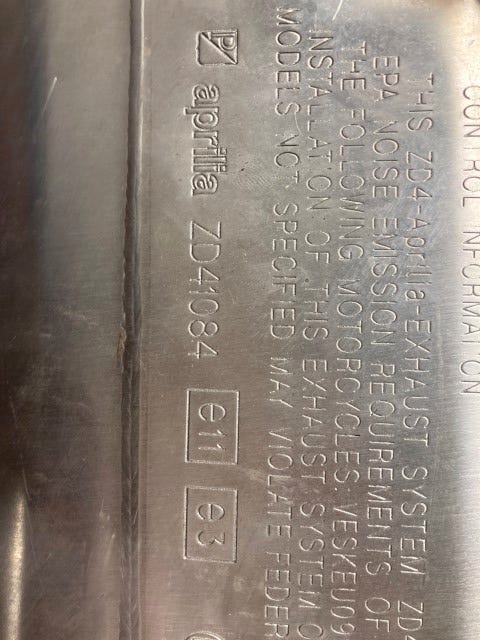 CONTROL INFORMATION
THIS ZD4-Aprilia-EXHAUST SYSTEM ZD
EPA NOISE EMISSION REQUIREMENTS OF
THE FOLLOWING MOTORCYCLES: VESKEU09
INSTALLATION OF THIS EXHAUST SYSTEM O
MODELS NOT SPECIFIED MAY VIOLATE FEDER
aprilia ZD41084 e11 e3